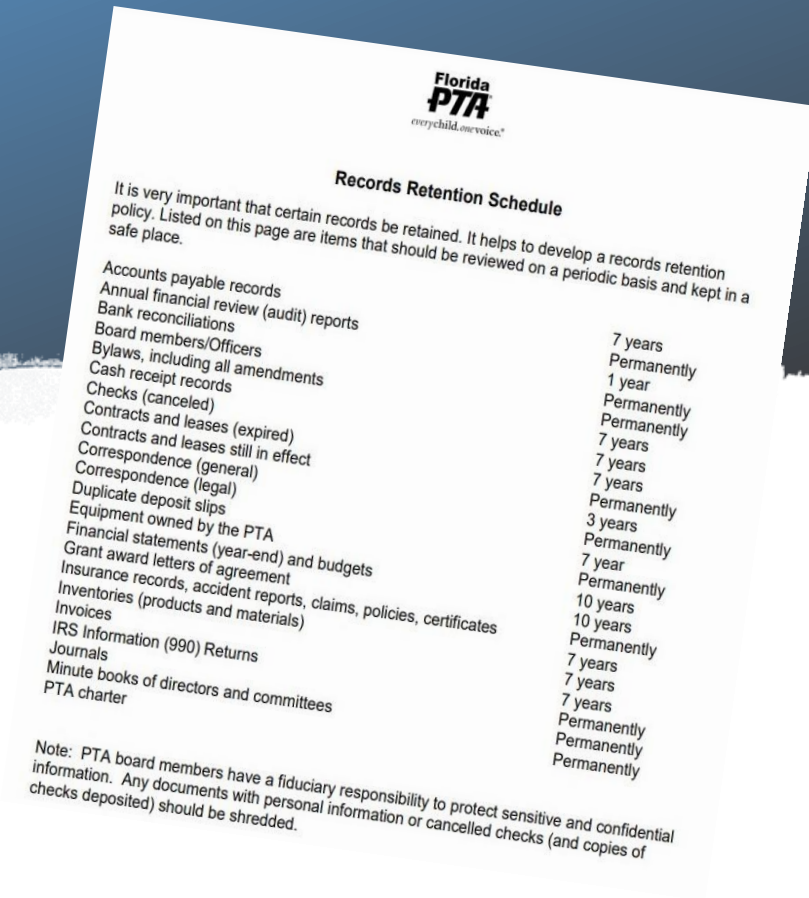 Florida
PTA
everychild.onevoice.®
Records Retention Schedule
It is very important that certain records be retained. It helps to develop a records retention
policy. Listed on this page are items that should be reviewed on a periodic basis and kept in a
safe place.
Accounts payable records 7 years
Annual financial review (audit) reports Permanently
Bank reconciliations 1 year
Board members/Officers Permanently
Bylaws, including all amendments Permanently
Cash receipt records 7 years
Checks (canceled) 7 years
Contracts and leases (expired) 7 years
Contracts and leases still in effect Permanently
Correspondence (general) 3 years
Correspondence (legal) Permanently
Duplicate deposit slips 7 year
Equipment owned by the PTA Permanently
Financial statements (year-end) and budgets 10 years
Grant award letters of agreement 10 years
Insurance records, accident reports, claims, policies, certificates Permanently
Inventories (products and materials) 7 years
Invoices 7 years
IRS Information (990) Returns 7 years
Journals Permanently
Minute books of directors and committees Permanently
PTA charter Permanently
Note: PTA board members have a fiduciary responsibility to protect sensitive and confidential
information. Any documents with personal information or cancelled checks (and copies of
checks deposited) should be shredded.